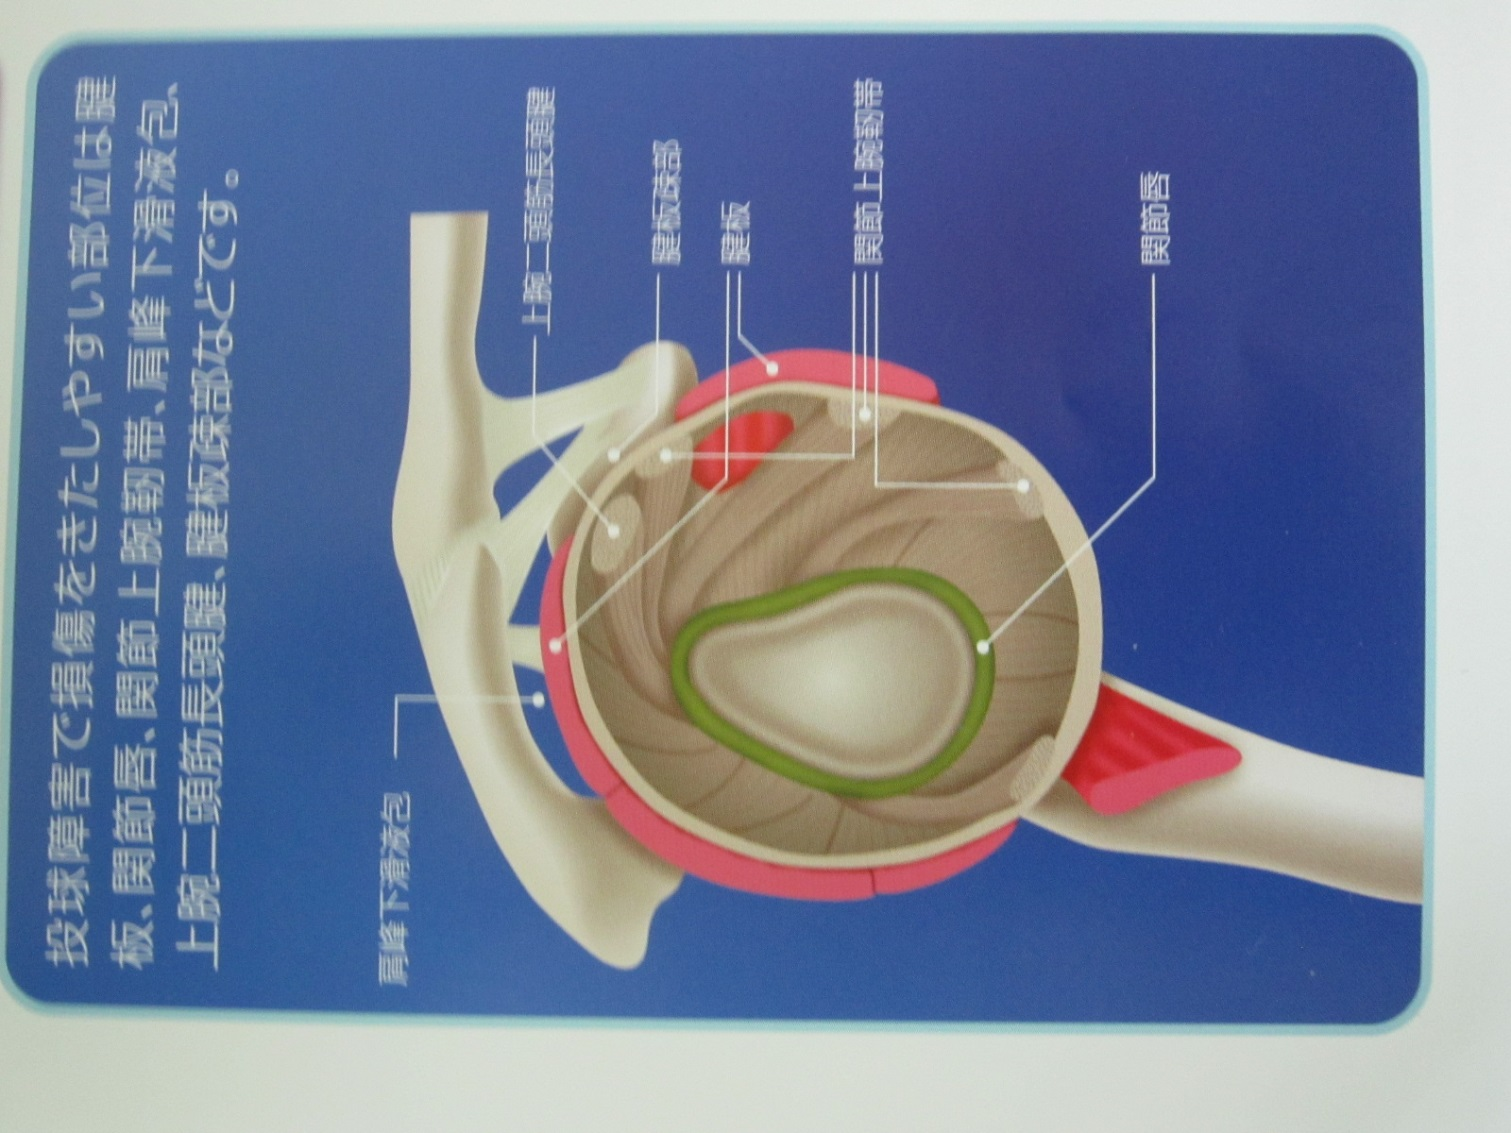 投球障害で損傷をきたしやすい部位は腱
板、関節唇、関節上腕靭帯、肩峰下滑液包、
上腕二頭筋長頭腱、腱板疎部などです。
肩峰下滑液包
上腕二頭筋長頭腱
腱板疎部
腱板
関節上腕靭帯
関節唇